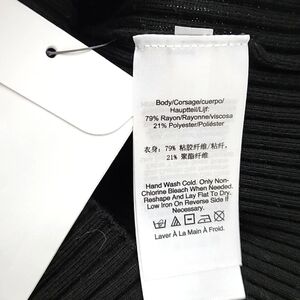 Body/Corsage/cuerpo/
Hauptteil/Lijf:
79% Rayon/Rayonne/viscosa
21% Polyester/Poliéster
衣身: 79% 粘胶纤维/粘纤,
21% 聚酯纤维
Hand Wash Cold. Only Non-
Chlorine Bleach When Needed.
Reshape And Lay Flat To Dry.
Low Iron On Reverse Side If
Necessary.
Laver À La Main À Froid.